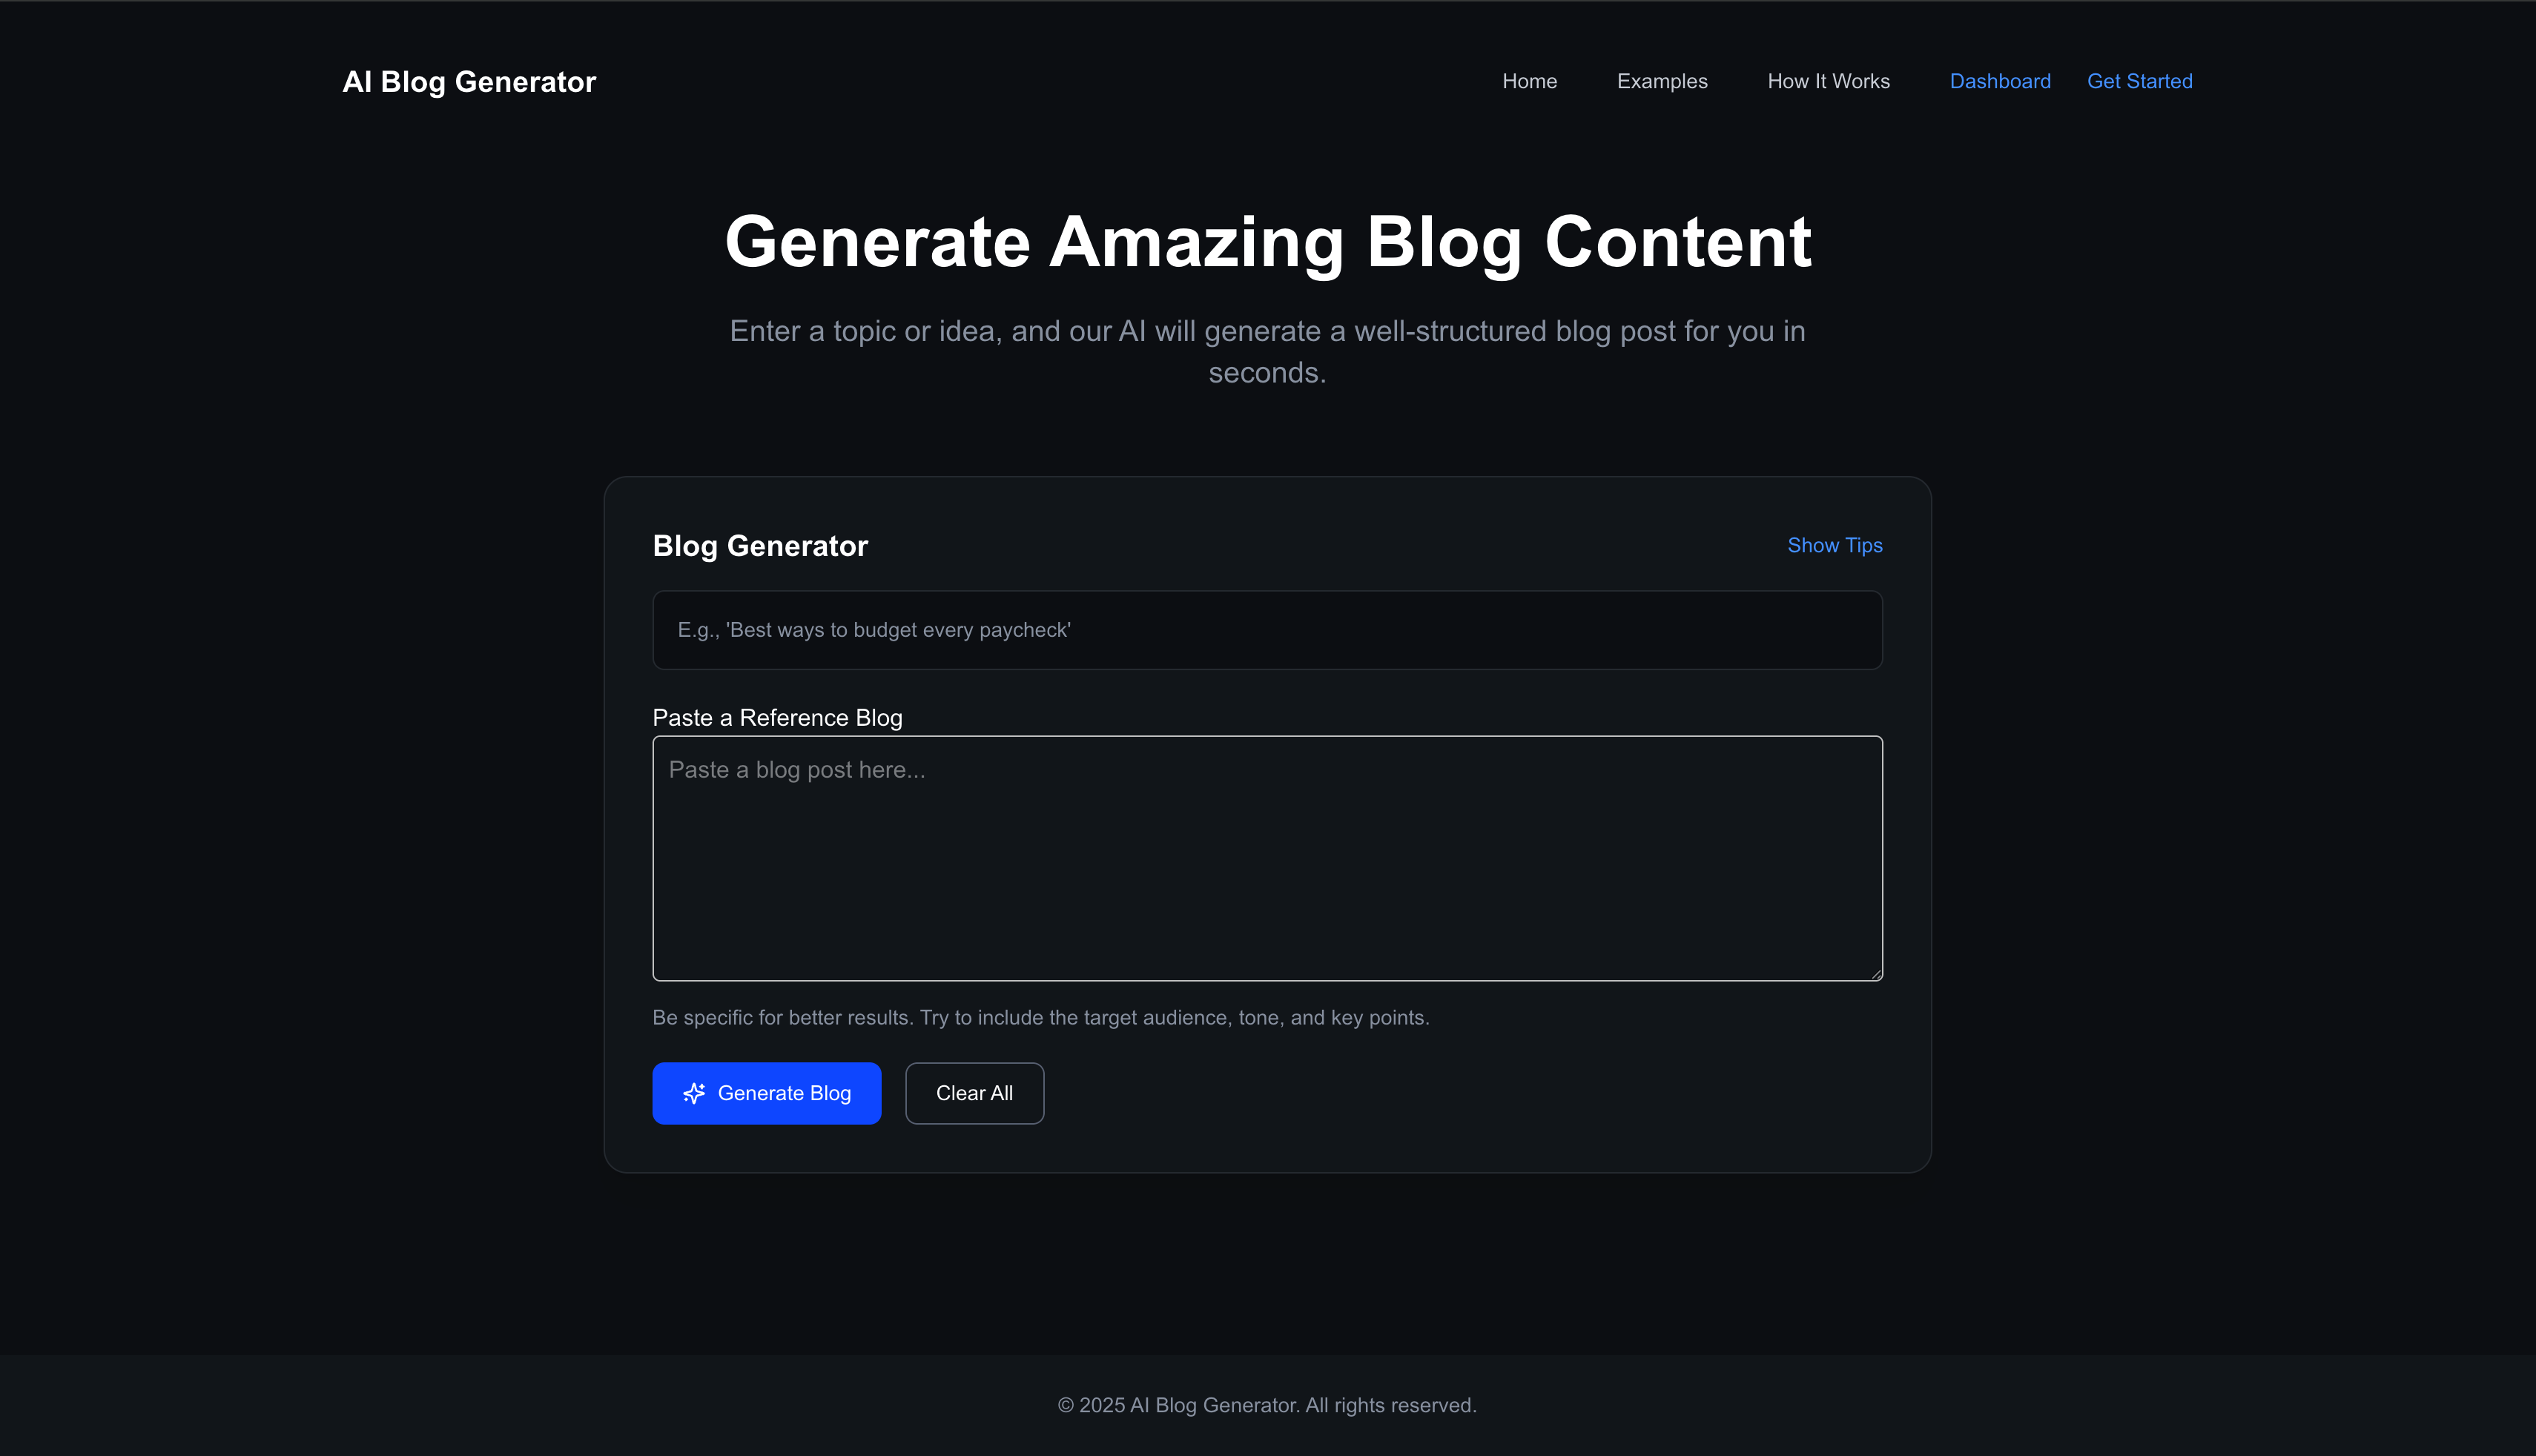 AI Blog Generator
Home
Examples
How It Works
Dashboard
Get Started
Generate Amazing Blog Content
Enter a topic or idea, and our AI will generate a well-structured blog post for you in
seconds.
Blog Generator
Show Tips
E.g., 'Best ways to budget every paycheck'
Paste a Reference Blog
Paste a blog post here...
Be specific for better results. Try to include the target audience, tone, and key points.
Generate Blog
Clear All
© 2025 AI Blog Generator. All rights reserved.